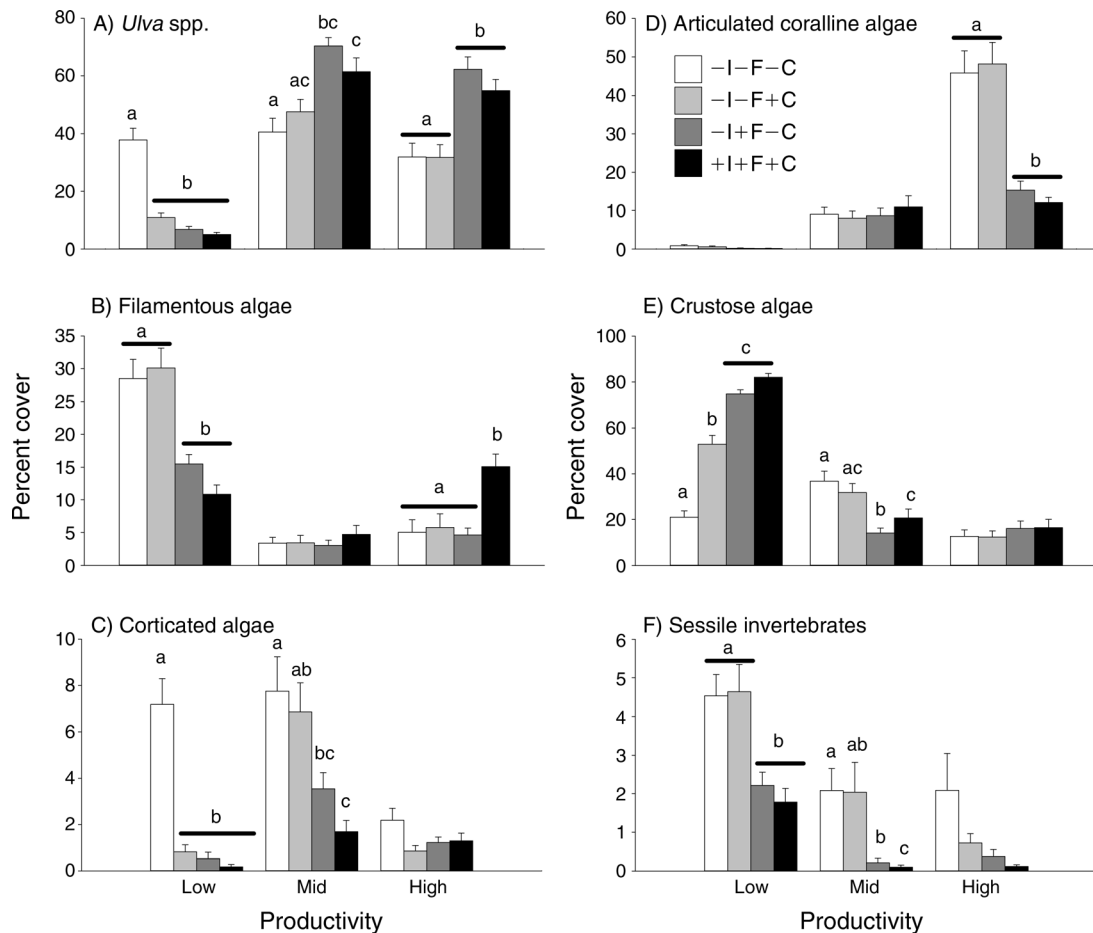 A) Ulva spp.
80
60
40
20
0
a
b
a
ac
bc
c
a
b
B) Filamentous algae
35
30
25
20
15
10
5
0
a
b
a
b
Percent cover
C) Corticated algae
10
8
6
4
2
0
a
b
a
ab
bc
c
Low Mid High
Productivity
D) Articulated coralline algae
−I−F−C
−I−F+C
−I+F−C
+I+F+C
60
50
40
30
20
10
0
a
b
E) Crustose algae
100
80
60
40
20
0
a
b
c
a
ac
b
c
Percent cover
F) Sessile invertebrates
6
5
4
3
2
1
0
a
b
a
ab
b
c
Low Mid High
Productivity